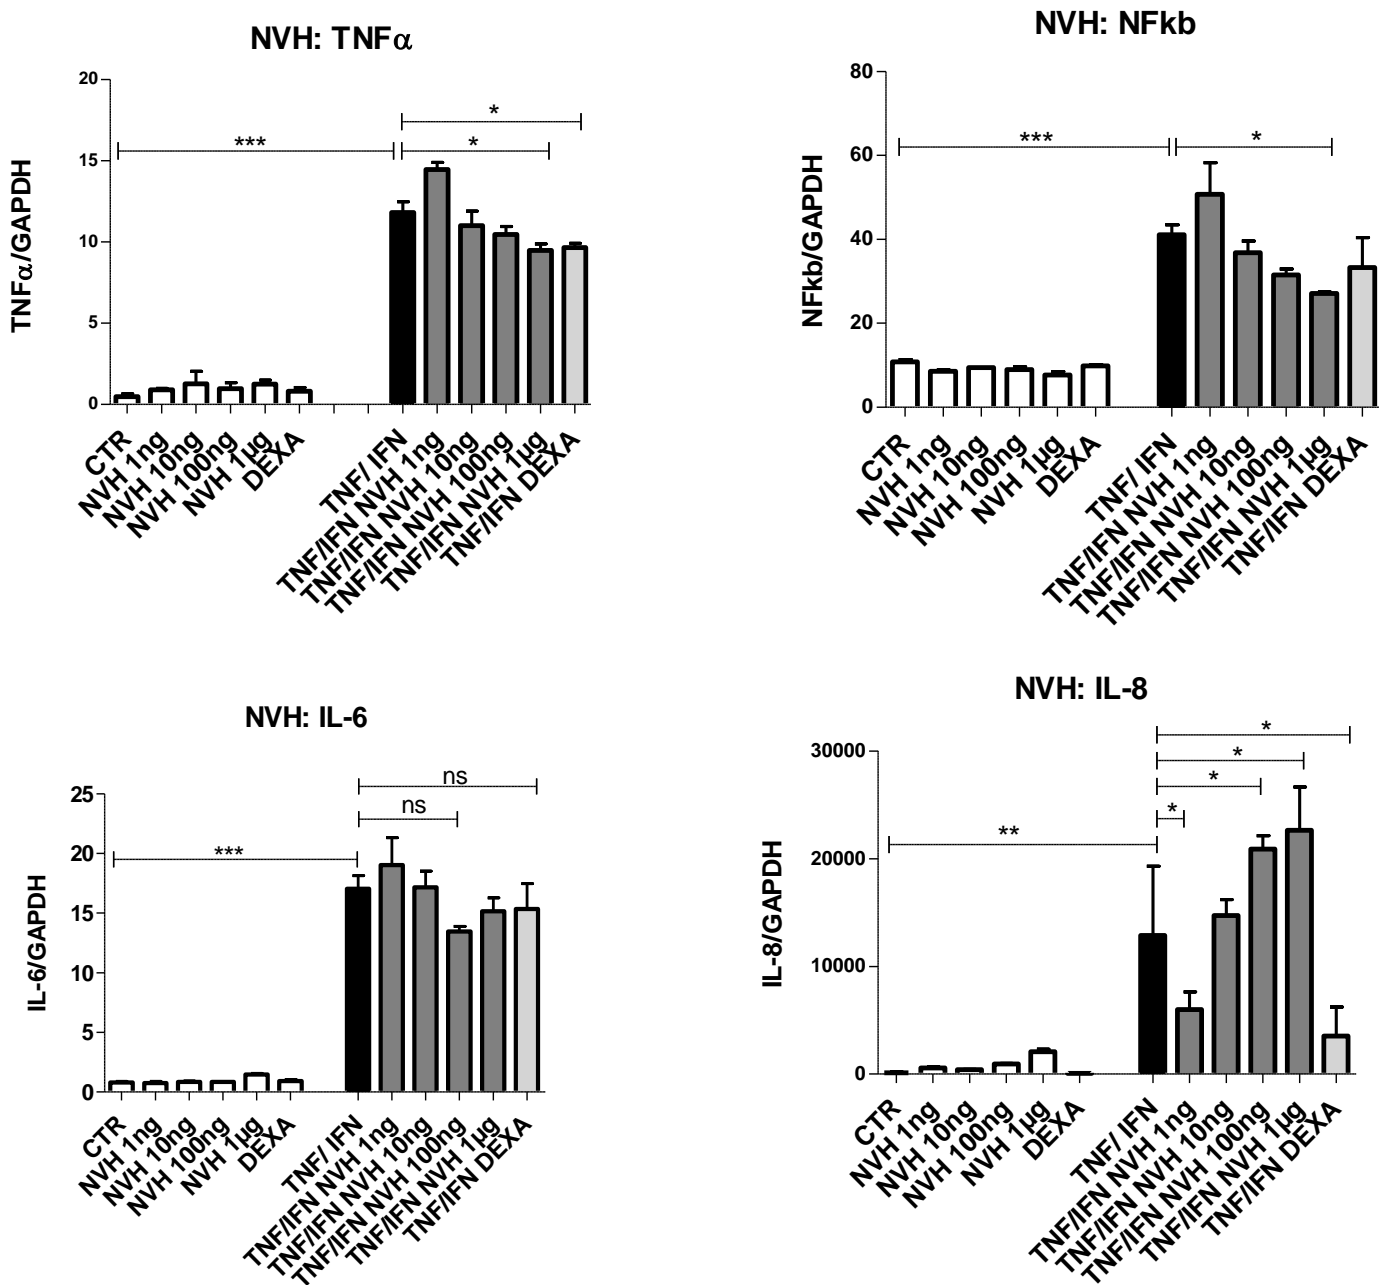 NVH: TNFα
TNFα/GAPDH
20
15
10
5
0
***
*
*
CTR
NVH 1ng
NVH 10ng
NVH 100ng
NVH 1µg
DEXA
TNF/ IFN
TNF/IFN NVH 1ng
TNF/IFN NVH 10ng
TNF/IFN NVH 100ng
TNF/IFN NVH 1µg
TNF/IFN DEXA
NVH: NFkb
NFkb/GAPDH
80
60
40
20
0
***
*
CTR
NVH 1ng
NVH 10ng
NVH 100ng
NVH 1µg
DEXA
TNF/ IFN
TNF/IFN NVH 1ng
TNF/IFN NVH 10ng
TNF/IFN NVH 100ng
TNF/IFN NVH 1µg
TNF/IFN DEXA
NVH: IL-6
IL-6/GAPDH
25
20
15
10
5
0
***
ns
ns
CTR
NVH 1ng
NVH 10ng
NVH 100ng
NVH 1µg
DEXA
TNF/ IFN
TNF/IFN NVH 1ng
TNF/IFN NVH 10ng
TNF/IFN NVH 100ng
TNF/IFN NVH 1µg
TNF/IFN DEXA
NVH: IL-8
IL-8/GAPDH
30000
20000
10000
0
**
*
*
*
*
CTR
NVH 1ng
NVH 10ng
NVH 100ng
NVH 1µg
DEXA
TNF/ IFN
TNF/IFN NVH 1ng
TNF/IFN NVH 10ng
TNF/IFN NVH 100ng
TNF/IFN NVH 1µg
TNF/IFN DEXA